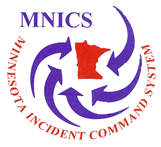 MNICS
MINNESOTA INCIDENT COMMAND SYSTEM